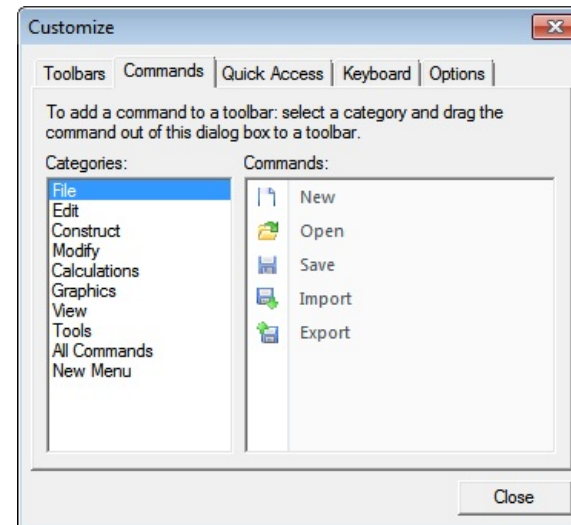 Customize
Toolbars Commands Quick Access Keyboard Options
To add a command to a toolbar: select a category and drag the
command out of this dialog box to a toolbar.
Categories:
File
Edit
Construct
Modify
Calculations
Graphics
View
Tools
All Commands
New Menu
Commands:
New
Open
Save
Import
Export
Close